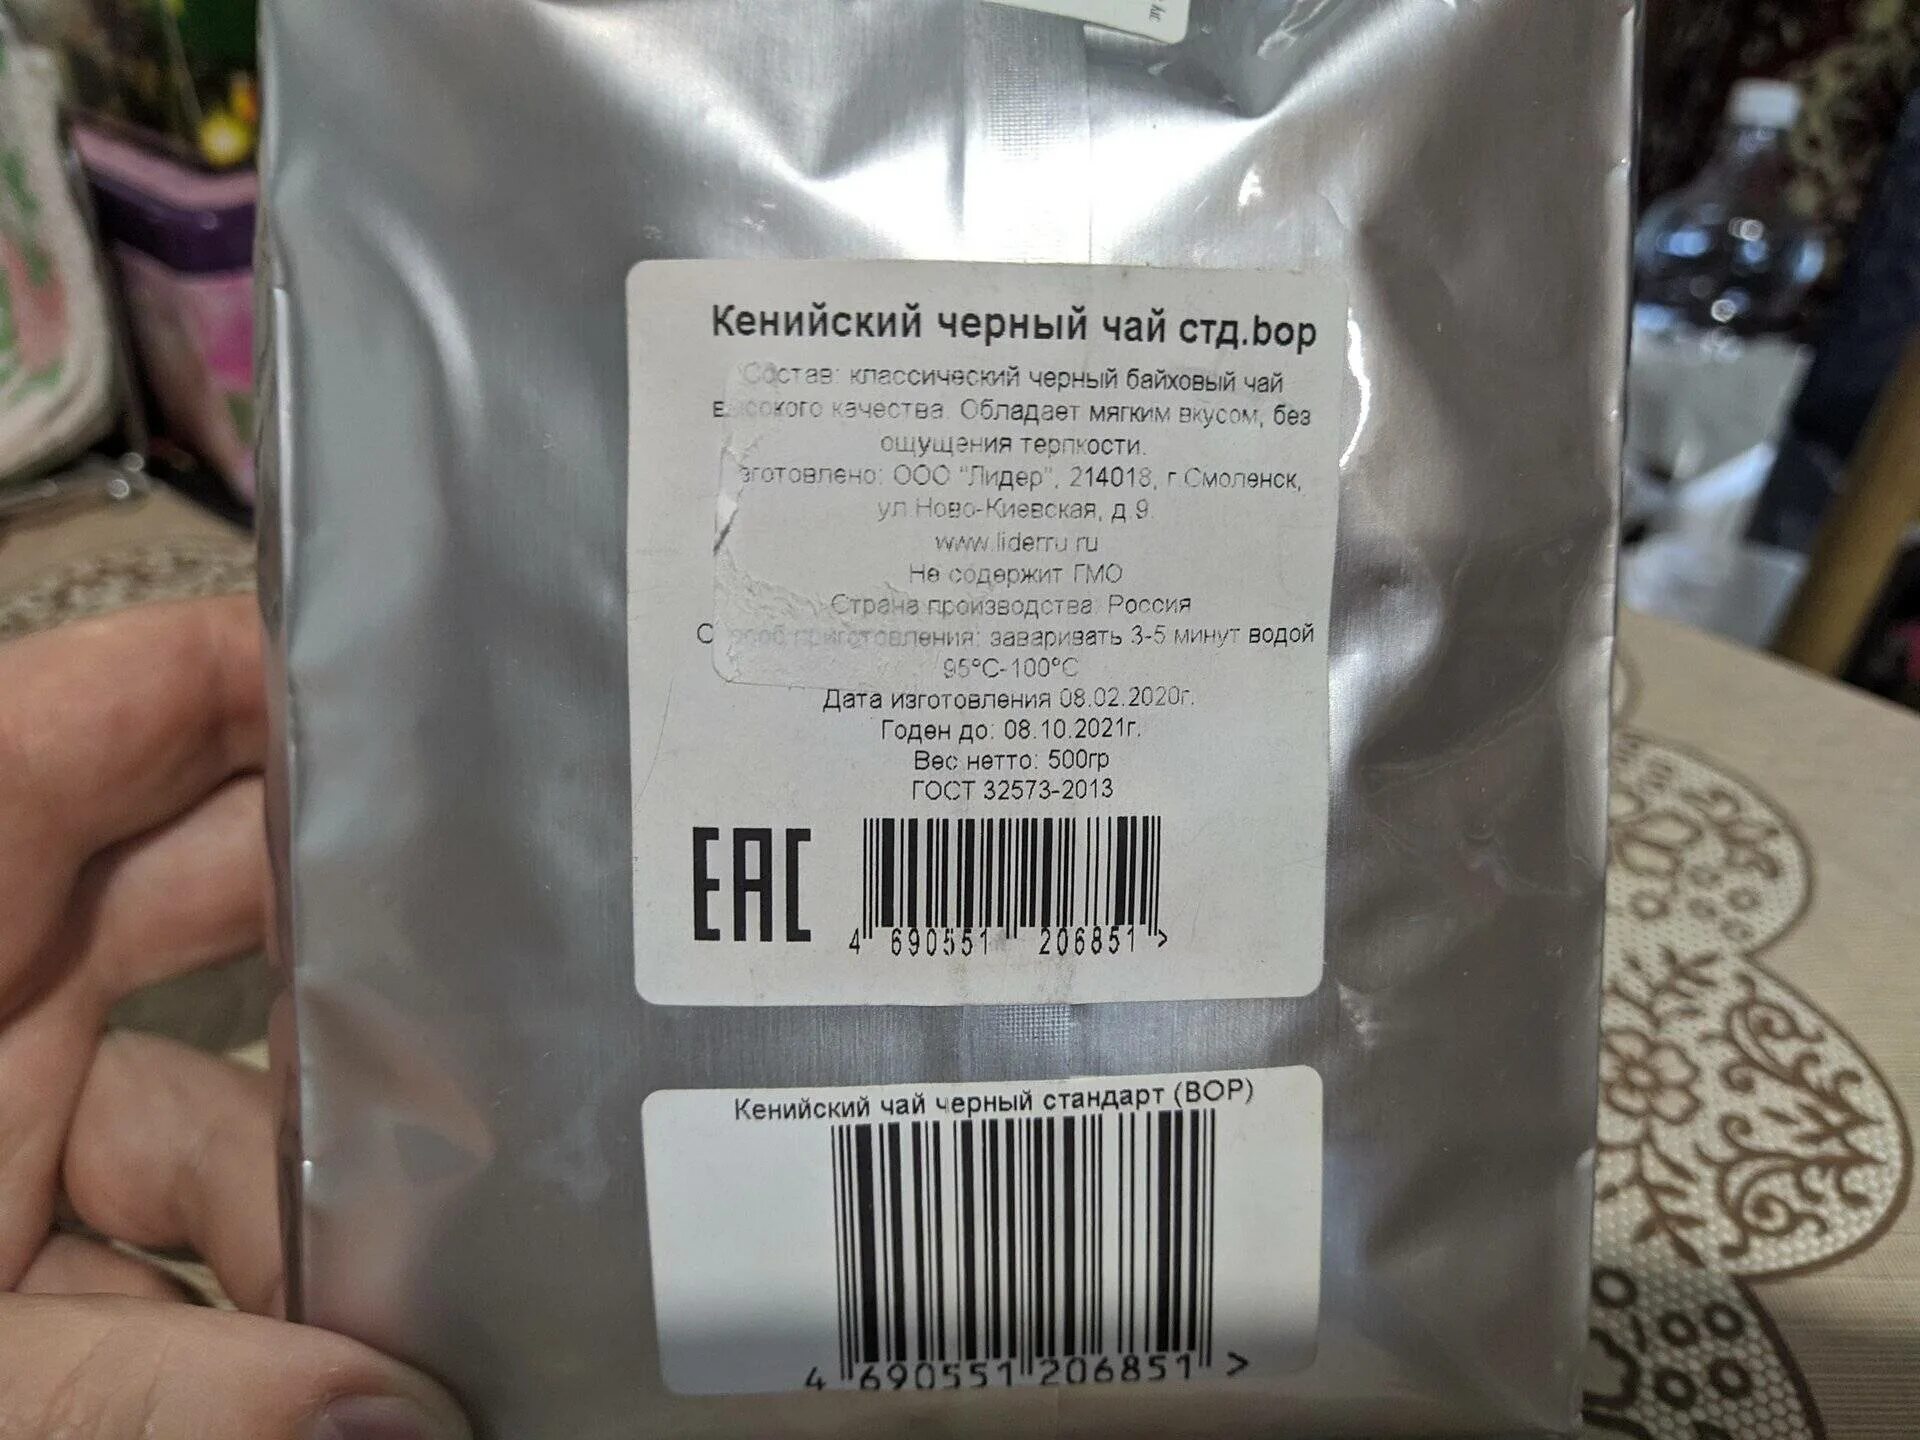 Кенийский черный чай стд.bop
Состав: классический черный байховый чай
высокого качества. Обладает мягким вкусом, без
ощущения терпкости.
зготовлено: ООО "Лидер", 214018, г.Смоленск,
ул.Ново-Киевская, д.9.
www.liderru.ru
Не содержит ГМО
Страна производства: Россия
Способ приготовления: заваривать 3-5 минут водой
95°С-100°С
Дата изготовления 08.02.2020г.
Годен до: 08.10.2021г.
Вес нетто: 500гр
ГОСТ 32573-2013
EAC
4 690551 206851 >
Кенийский чай черный стандарт (BOP)
4 690551 206851 >